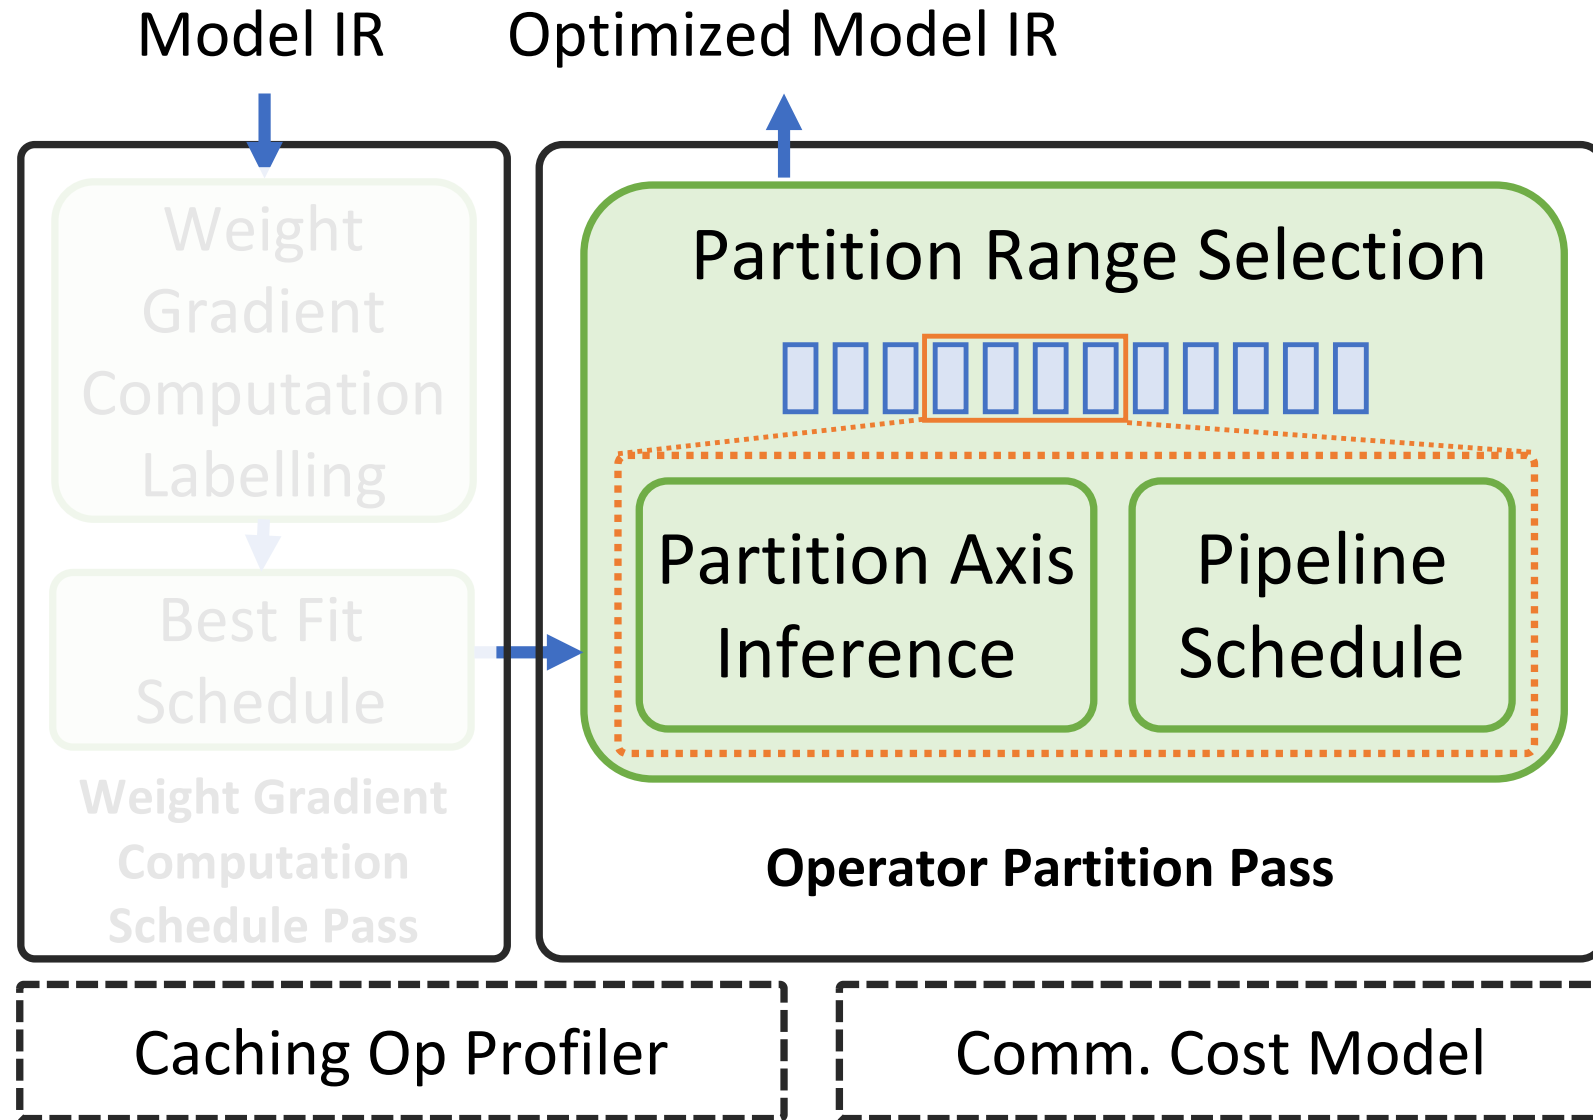 Model IR
Optimized Model IR
Weight
Gradient
Computation
Labelling
Best Fit
Schedule
Weight Gradient
Computation
Schedule Pass
Partition Range Selection
Partition Axis
Inference
Pipeline
Schedule
Operator Partition Pass
Caching Op Profiler
Comm. Cost Model